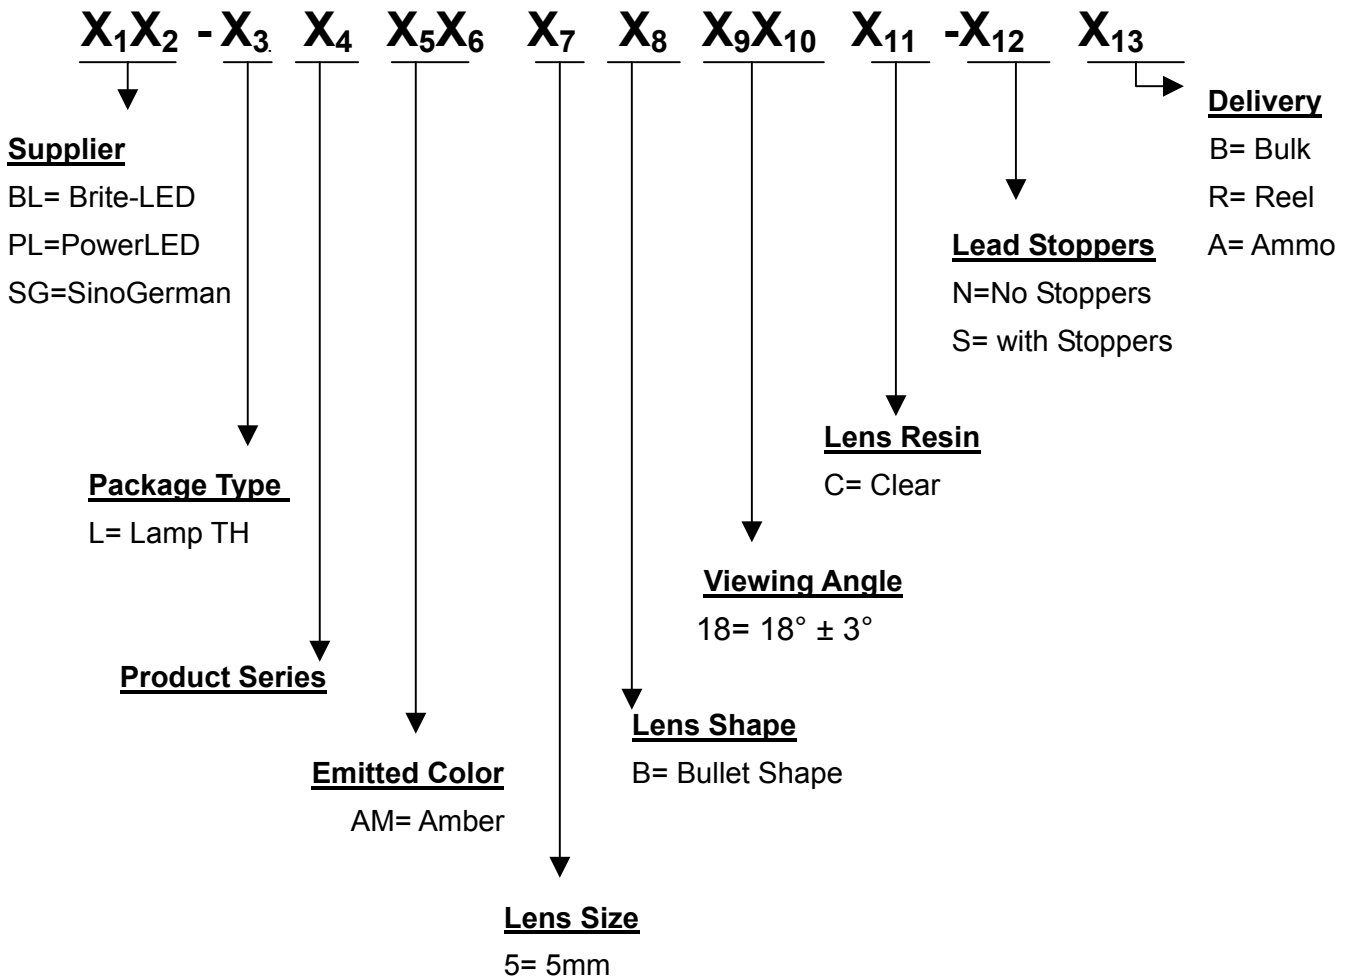 X₁X₂ -X₃ X₄ X₅X₆ X₇ X₈ X₉X₁₀ X₁₁ -X₁₂ X₁₃
Supplier
BL= Brite-LED
PL=PowerLED
SG=SinoGerman
Package Type
L= Lamp TH
Product Series
Emitted Color
AM= Amber
Lens Size
5= 5mm
Lens Shape
B= Bullet Shape
Viewing Angle
18= 18° ± 3°
Lens Resin
C= Clear
Lead Stoppers
N=No Stoppers
S= with Stoppers
Delivery
B= Bulk
R= Reel
A= Ammo